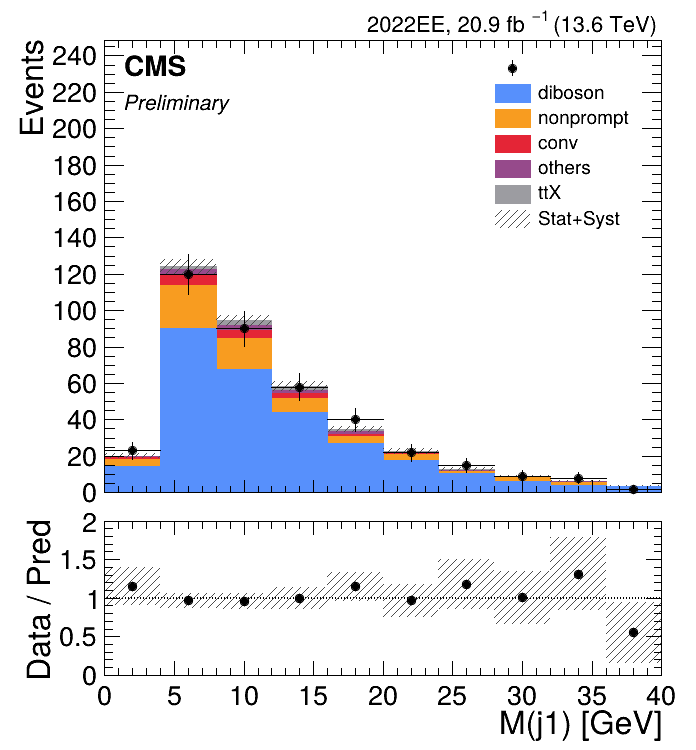 2022EE, 20.9 fb⁻¹ (13.6 TeV)
Events
CMS
Preliminary
diboson
nonprompt
conv
others
ttX
Stat+Syst
240
220
200
180
160
140
120
100
80
60
40
20
0
Data / Pred
2
1.5
1
0.5
0
0 5 10 15 20 25 30 35 40
M(j1) [GeV]